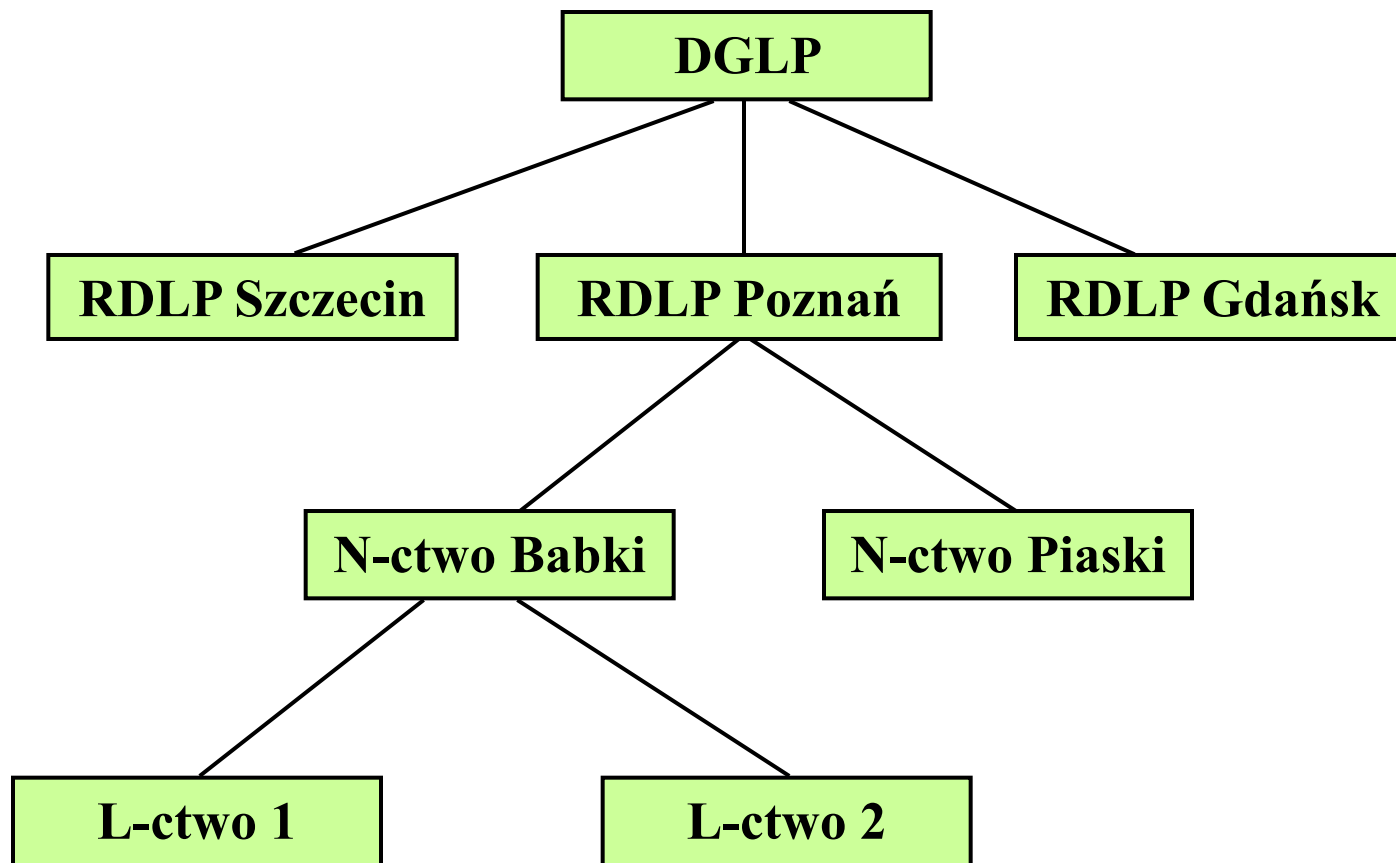 DGLP
RDLP Szczecin
RDLP Poznań
RDLP Gdańsk
N-ctwo Babki
N-ctwo Piaski
L-ctwo 1
L-ctwo 2